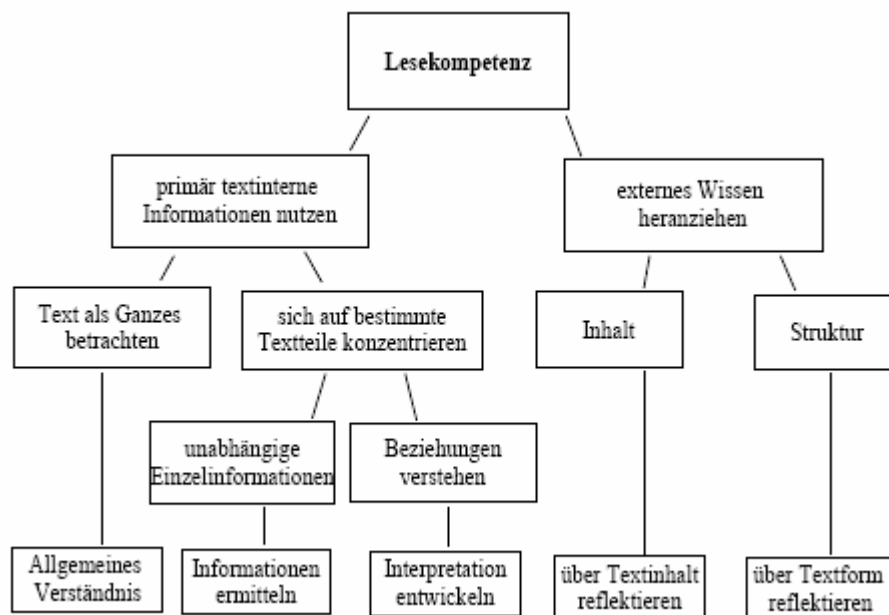 Lesekompetenz
primär textinterne
Informationen nutzen
externes Wissen
heranziehen
Text als Ganzes
betrachten
sich auf bestimmte
Textteile konzentrieren
Inhalt
Struktur
unabhängige
Einzelinformationen
Beziehungen
verstehen
Allgemeines
Verständnis
Informationen
ermitteln
Interpretation
entwickeln
über Textinhalt
reflektieren
über Textform
reflektieren